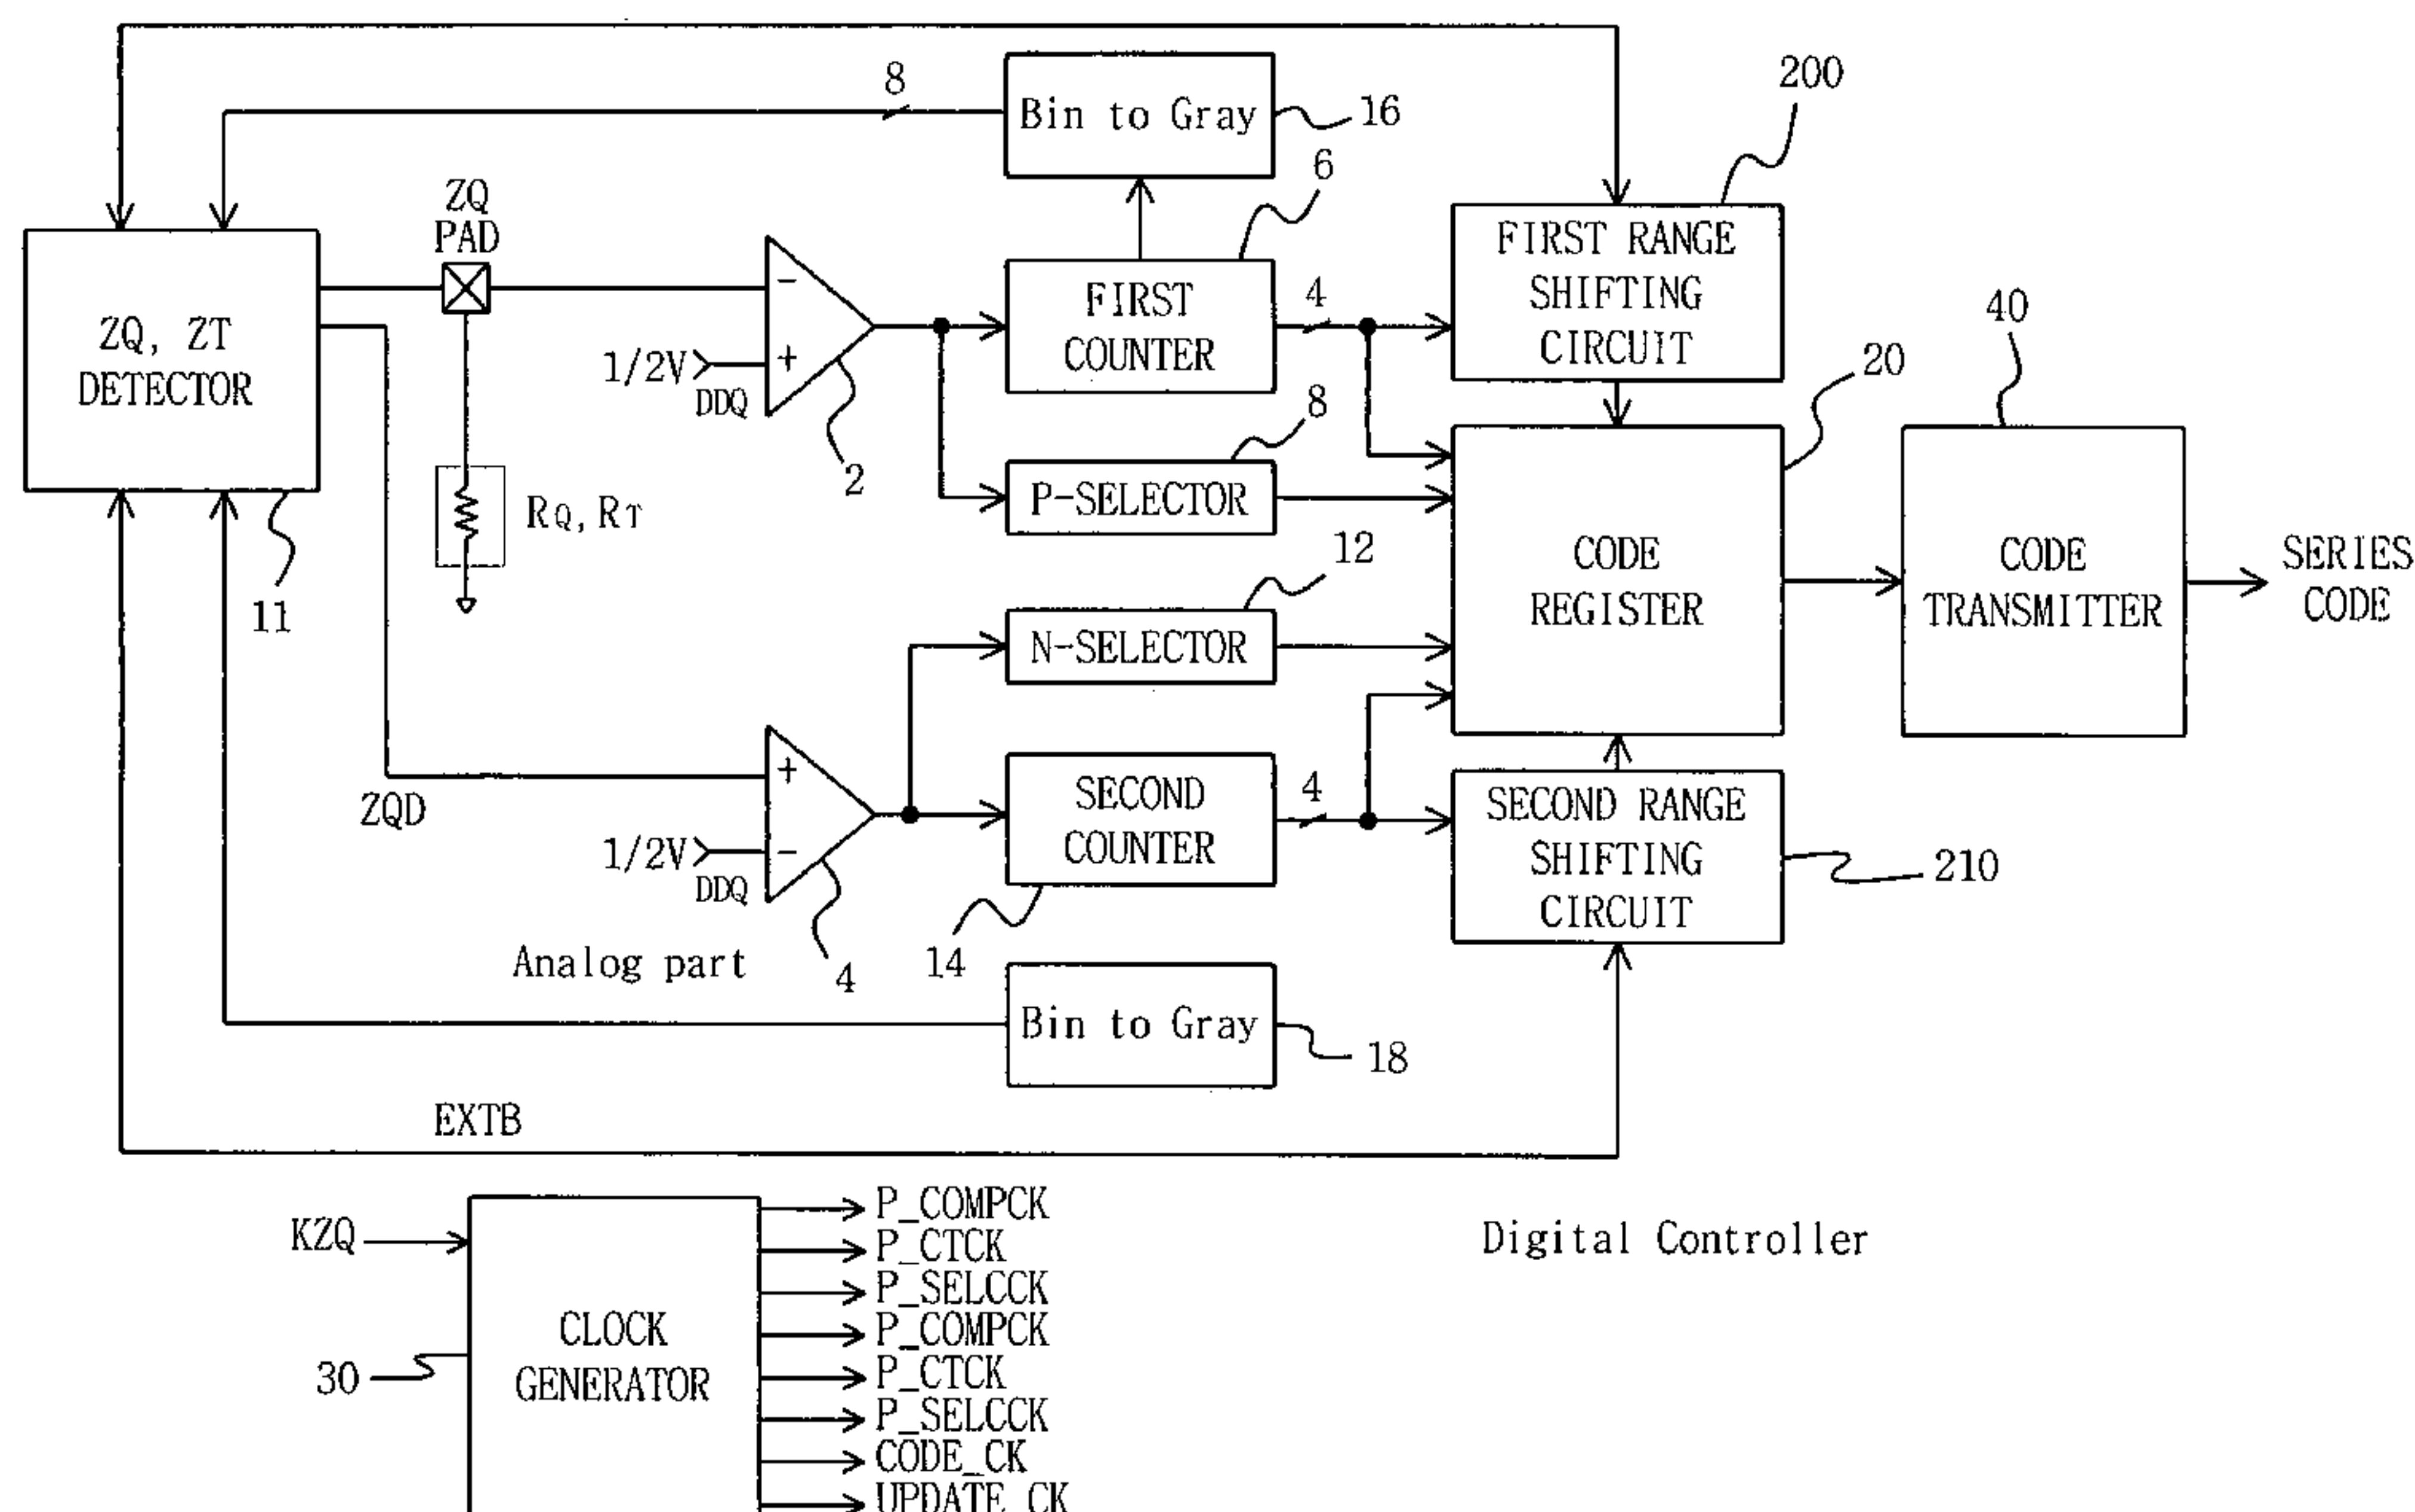 8
Bin to Gray
16
200
6
ZQ
PAD
ZQ, ZT
DETECTOR
11
RQ, RT
-
+
1/2V
DDQ
2
FIRST
COUNTER
4
FIRST RANGE
SHIFTING
CIRCUIT
8
P-SELECTOR
12
N-SELECTOR
20
CODE
REGISTER
40
CODE
TRANSMITTER
SERIES
CODE
ZQD
+
-
1/2V
DDQ
4
SECOND
COUNTER
14
4
SECOND RANGE
SHIFTING
CIRCUIT
210
Analog part
Bin to Gray
18
EXTB
Digital Controller
KZQ
CLOCK
GENERATOR
30
P_COMPCK
P_CTCK
P_SELCCK
P_COMPCK
P_CTCK
P_SELCCK
CODE_CK
UPDATE_CK